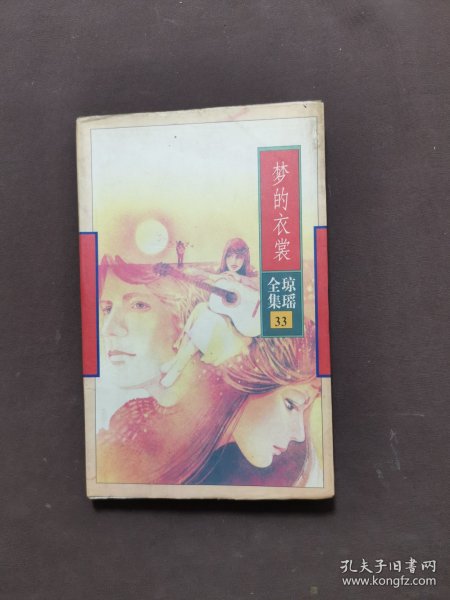 梦的衣裳
琼瑶
全集
33
孔夫子旧书网
www.kongfz.com